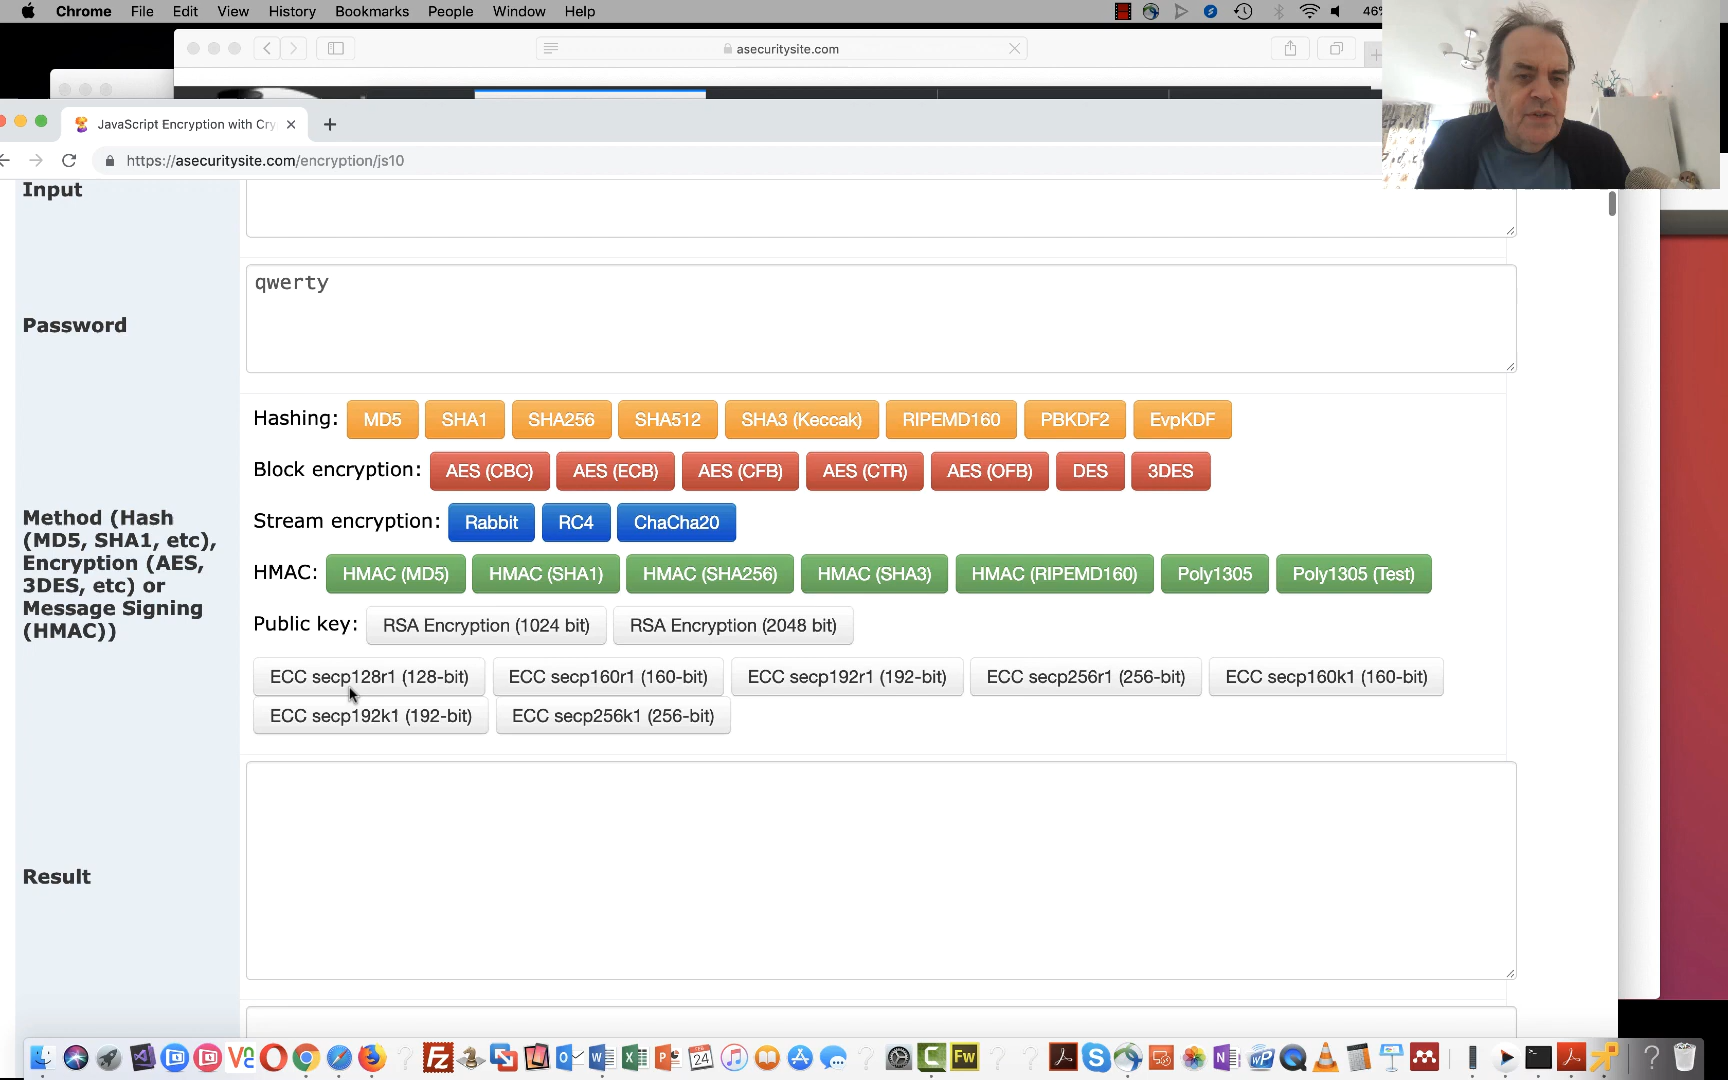 Chrome File Edit View History Bookmarks People Window Help 46%
asecuritysite.com
JavaScript Encryption with Cry
https://asecuritysite.com/encryption/js10
Input
qwerty
Password
Hashing: MD5 SHA1 SHA256 SHA512 SHA3 (Keccak) RIPEMD160 PBKDF2 EvpKDF
Block encryption: AES (CBC) AES (ECB) AES (CFB) AES (CTR) AES (OFB) DES 3DES
Stream encryption: Rabbit RC4 ChaCha20
Method (Hash
(MD5, SHA1, etc),
Encryption (AES,
3DES, etc) or
Message Signing
(HMAC))
HMAC: HMAC (MD5) HMAC (SHA1) HMAC (SHA256) HMAC (SHA3) HMAC (RIPEMD160) Poly1305 Poly1305 (Test)
Public key: RSA Encryption (1024 bit) RSA Encryption (2048 bit)
ECC secp128r1 (128-bit) ECC secp160r1 (160-bit) ECC secp192r1 (192-bit) ECC secp256r1 (256-bit) ECC secp160k1 (160-bit)
ECC secp192k1 (192-bit) ECC secp256k1 (256-bit)
Result
24
Fw